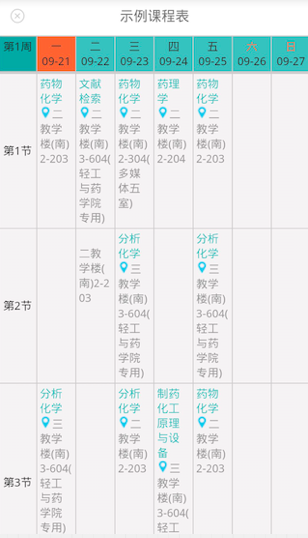 示例课程表
第1周
一
09-21
二
09-22
三
09-23
四
09-24
五
09-25
六
09-26
日
09-27
第1节
药物
化学
二
教学
楼(南)
2-203
文献
检索
二
教学
楼(南)
3-604(
轻工
与药
学院
专用)
药物
化学
二
教学
楼(南)
2-304(
多媒
体五
室)
药理
学
二
教学
楼(南)
2-204
药物
化学
二
教学
楼(南)
2-203
第2节
二教
学楼(
南)2-2
03
分析
化学
三
教学
楼(南)
3-604(
轻工
与药
学院
专用)
分析
化学
三
教学
楼(南)
3-604(
轻工
与药
学院
专用)
第3节
分析
化学
三
教学
楼(南)
3-604(
轻工
与药
学院
专用)
分析
化学
二
教学
楼(南)
2-203
制药
化工
原理
与设
备
三
教学
楼(南)
3-604(
轻工
药物
化学
二
教学
楼(南)
2-203